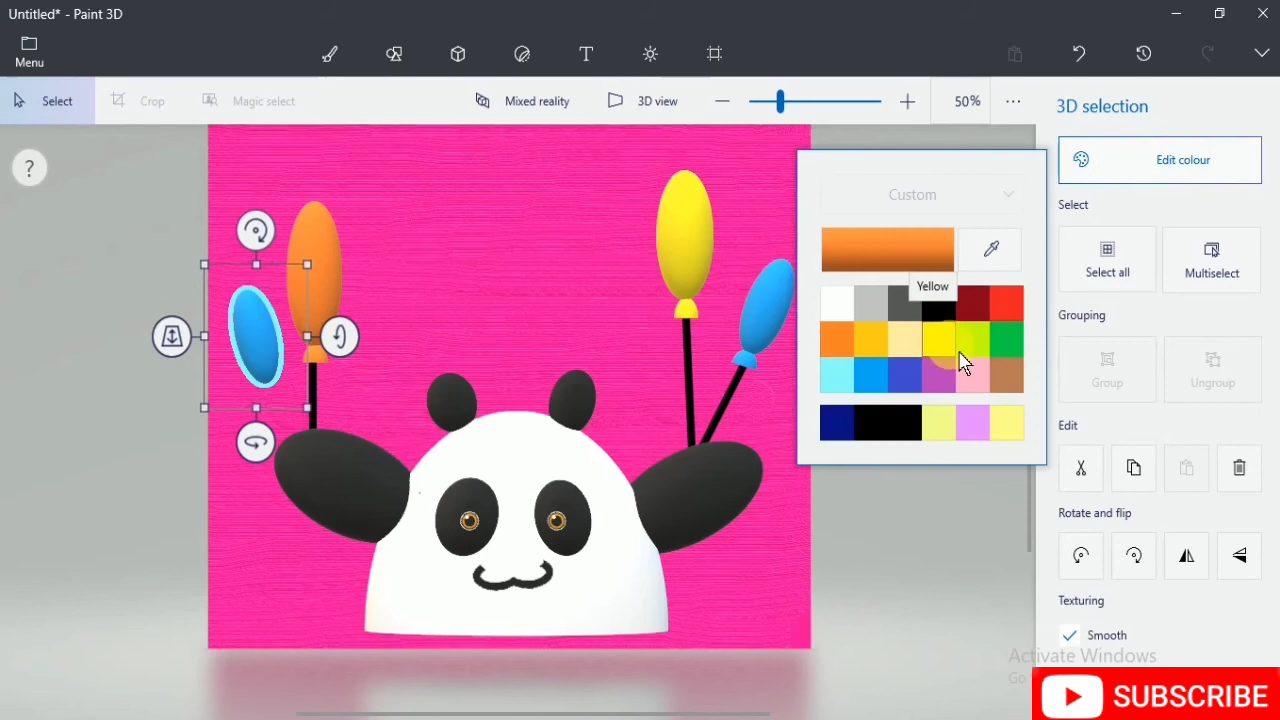 Untitled* - Paint 3D
Menu
Select
Crop
Magic select
Mixed reality
3D view
50%
3D selection
?
Edit colour
Custom
Select
Yellow
Select all
Multiselect
Grouping
Group
Ungroup
Edit
Rotate and flip
Texturing
Smooth
Activate Windows
Go
SUBSCRIBE